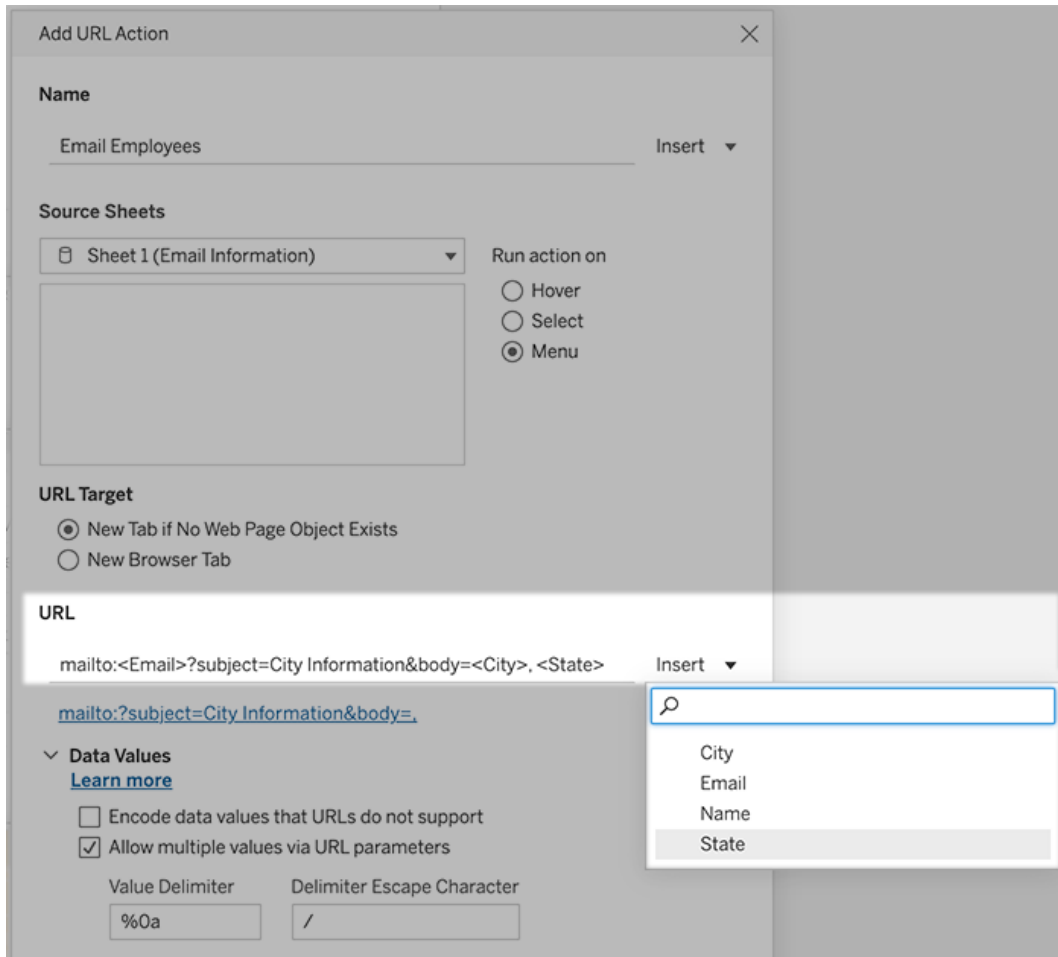 Add URL Action
Name
Email Employees Insert
Source Sheets
Sheet 1 (Email Information) Run action on
Hover
Select
Menu
URL Target
New Tab if No Web Page Object Exists
New Browser Tab
URL
mailto:<Email>?subject=City Information&body=<City>, <State> Insert
mailto:?subject=City Information&body=,
City
Email
Name
State
Data Values
Learn more
Encode data values that URLs do not support
Allow multiple values via URL parameters
Value Delimiter Delimiter Escape Character
%0a /